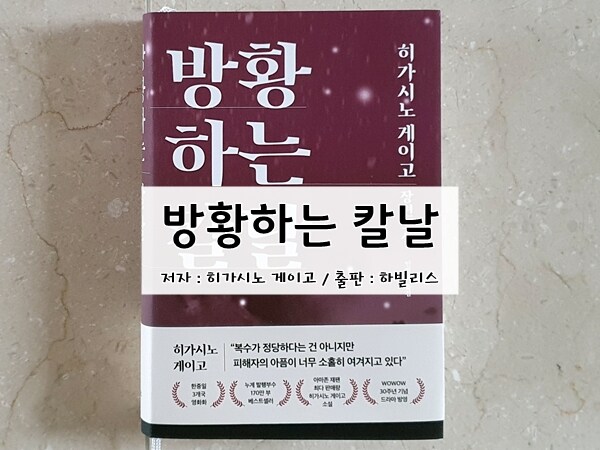 방황
하는
히가시노 게이고
방황하는 칼날
저자 : 히가시노 게이고 / 출판 : 하빌리스
히가시노
게이고
“복수가 정당하다는 건 아니지만
피해자의 아픔이 너무 소홀히 여겨지고 있다”
한중일
3개국
영화화
누계 발행부수
170만 부
베스트셀러
아마존 재팬
최다 판매량
히가시노 게이고
소설
WOWOW
30주년 기념
드라마 방영